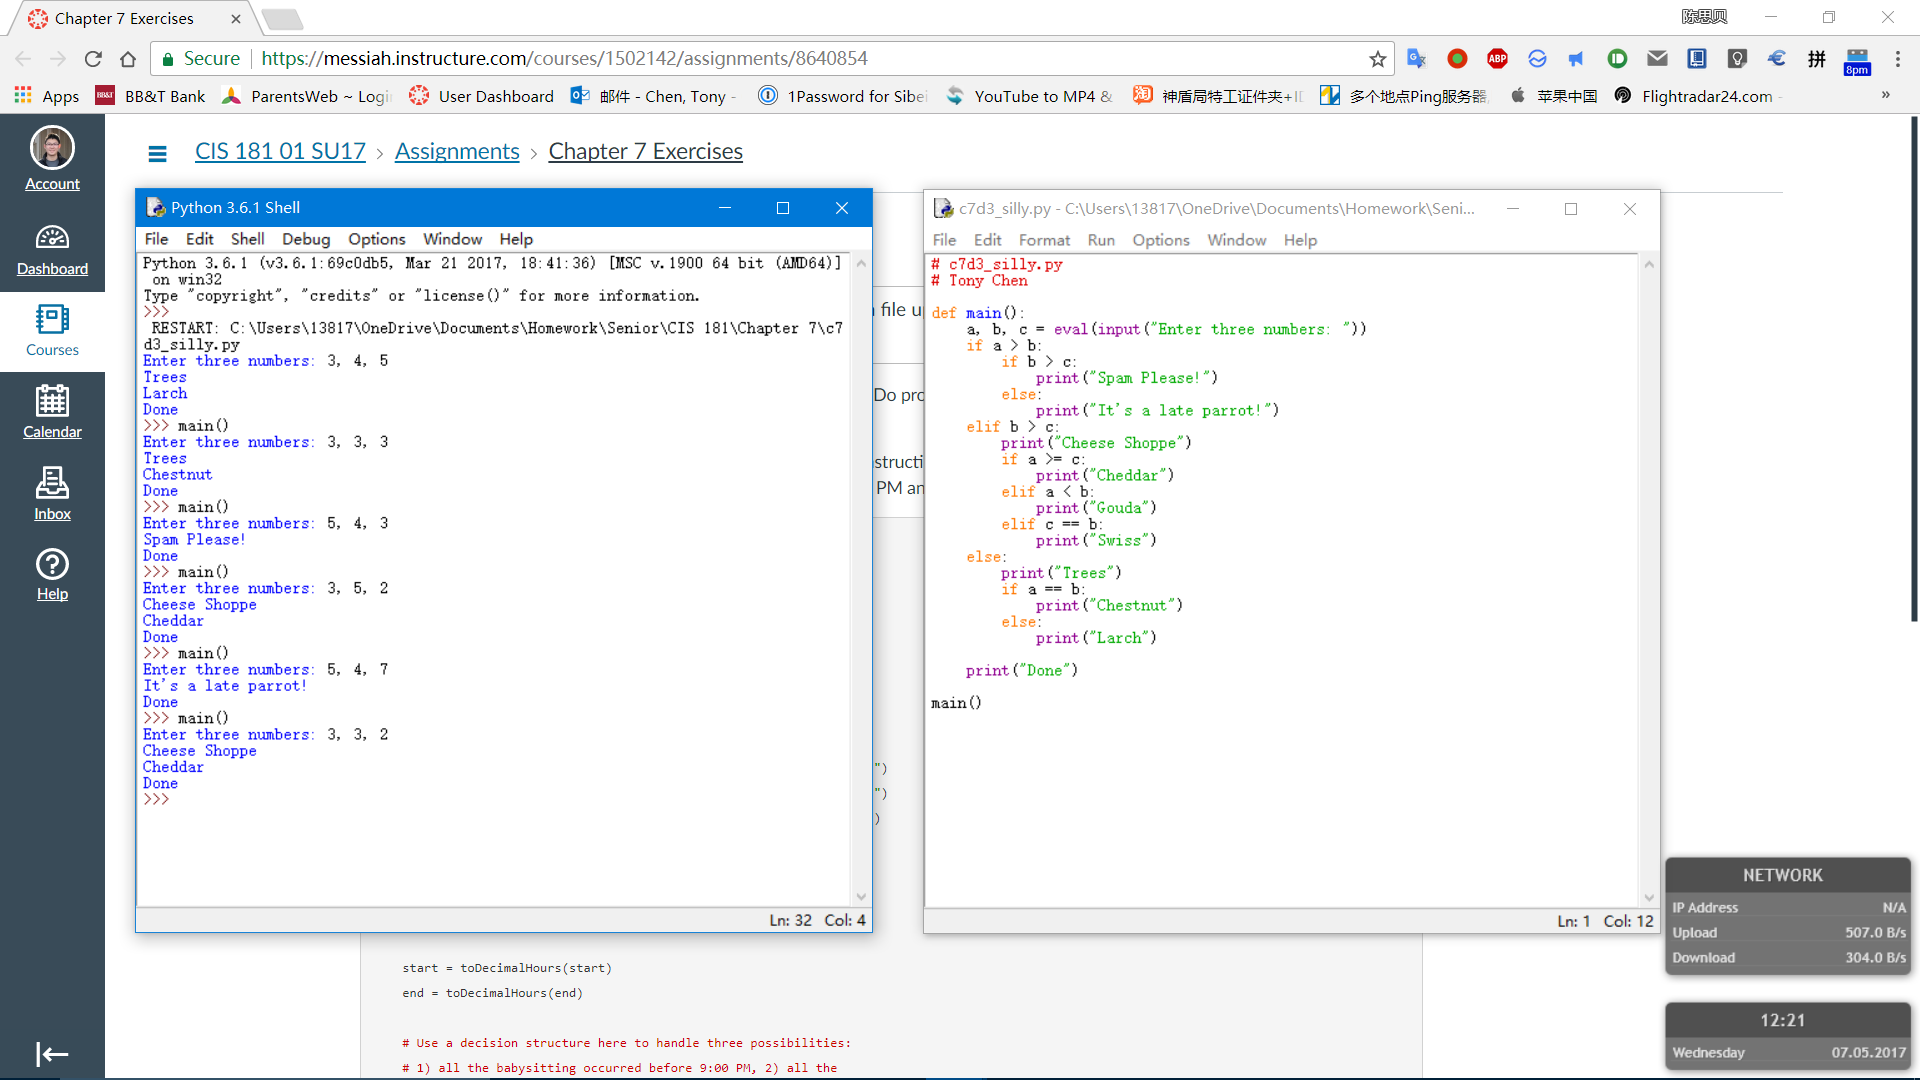 Chapter 7 Exercises
陈思贝
Secure
https://messiah.instructure.com/courses/1502142/assignments/8640854
ABP
拼
8pm
Apps
BB&T Bank
ParentsWeb ~ Logi
User Dashboard
邮件 - Chen, Tony -
1Password for Sibei
YouTube to MP4 &
神盾局特工证件夹+I
多个地点Ping服务器
苹果中国
Flightradar24.com -
»
Account
Dashboard
Courses
Calendar
Inbox
Help
CIS 181 01 SU17 > Assignments > Chapter 7 Exercises
Python 3.6.1 Shell
File Edit Shell Debug Options Window Help
Python 3.6.1 (v3.6.1:69c0db5, Mar 21 2017, 18:41:36) [MSC v.1900 64 bit (AMD64)]
on win32
Type "copyright", "credits" or "license()" for more information.
>>>
RESTART: C:\Users\13817\OneDrive\Documents\Homework\Senior\CIS 181\Chapter 7\c7
d3_silly.py
Enter three numbers: 3, 4, 5
Trees
Larch
Done
>>> main()
Enter three numbers: 3, 3, 3
Trees
Chestnut
Done
>>> main()
Enter three numbers: 5, 4, 3
Spam Please!
Done
>>> main()
Enter three numbers: 3, 5, 2
Cheese Shoppe
Cheddar
Done
>>> main()
Enter three numbers: 5, 4, 7
It's a late parrot!
Done
>>> main()
Enter three numbers: 3, 3, 2
Cheese Shoppe
Cheddar
Done
>>>
Ln: 32 Col: 4
file u
Do pro
structi
PM an
")
")
)
c7d3_silly.py - C:\Users\13817\OneDrive\Documents\Homework\Seni...
File Edit Format Run Options Window Help
# c7d3_silly.py
# Tony Chen
def main():
    a, b, c = eval(input("Enter three numbers: "))
    if a > b:
        if b > c:
            print("Spam Please!")
        else:
            print("It's a late parrot!")
    elif b > c:
        print("Cheese Shoppe")
        if a >= c:
            print("Cheddar")
        elif a < b:
            print("Gouda")
        elif c == b:
            print("Swiss")
    else:
        print("Trees")
        if a == b:
            print("Chestnut")
        else:
            print("Larch")
    print("Done")
main()
Ln: 1 Col: 12
start = toDecimalHours(start)
end = toDecimalHours(end)
# Use a decision structure here to handle three possibilities:
# 1) all the babysitting occurred before 9:00 PM, 2) all the
NETWORK
IP Address N/A
Upload 507.0 B/s
Download 304.0 B/s
12:21
Wednesday 07.05.2017